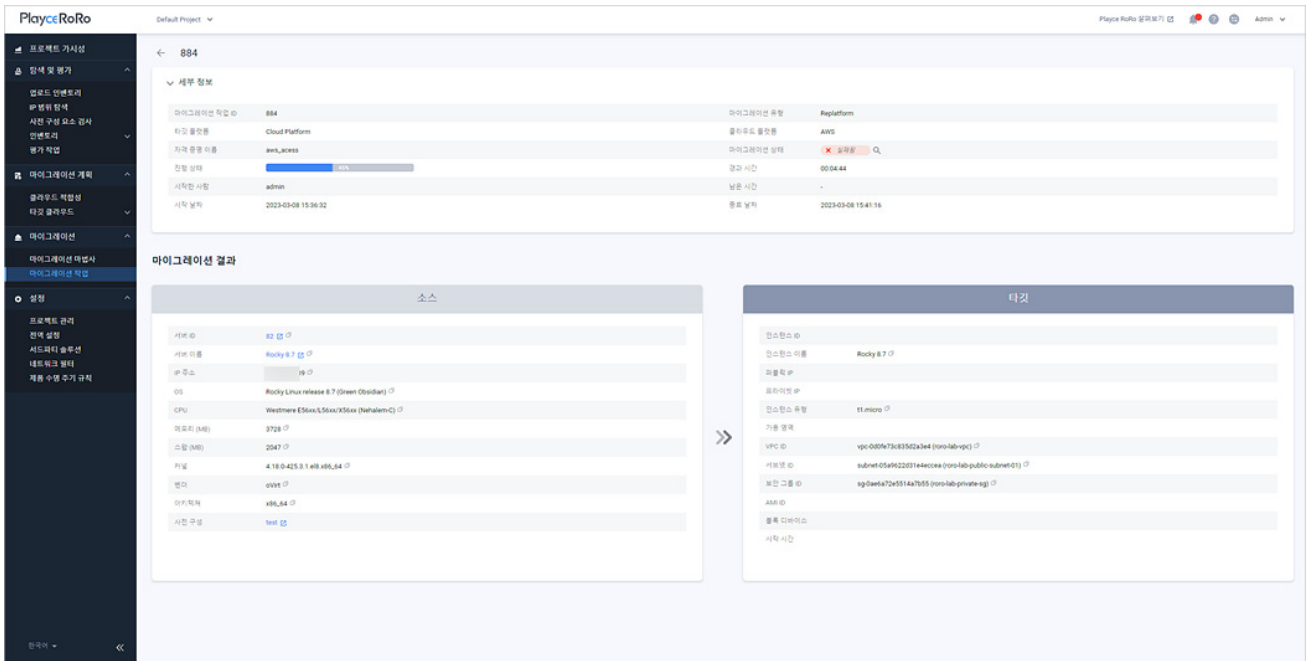 PlayceRoRo
Default Project
Playce RoRo 살펴보기
Admin
프로젝트 가시성
탐색 및 평가
업로드 인벤토리
IP 범위 탐색
사전 구성 요소 검사
인벤토리
평가 작업
마이그레이션 계획
클라우드 적합성
타깃 클라우드
마이그레이션
마이그레이션 마법사
마이그레이션 작업
설정
프로젝트 관리
전역 설정
서드파티 솔루션
네트워크 필터
제품 수명 주기 규칙
한국어
884
세부 정보
마이그레이션 작업 ID 884 마이그레이션 유형 Replatform
타깃 플랫폼 Cloud Platform 클라우드 플랫폼 AWS
자격 증명 이름 aws_acess 마이그레이션 상태 실패함
진행 상태 45% 경과 시간 00:04:44
시작한 사람 admin 남은 시간 -
시작 날짜 2023-03-08 15:36:32 종료 날짜 2023-03-08 15:41:16
마이그레이션 결과
소스
서버 ID 82
서버 이름 Rocky 8.7
IP 주소
OS Rocky Linux release 8.7 (Green Obsidian)
CPU Westmere E56xx/L56xx/X56xx (Nehalem-C)
메모리 (MB) 3728
스왑 (MB) 2047
커널 4.18.0-425.3.1.el8.x86_64
벤더 oVirt
아키텍처 x86_64
사전 구성 test
타깃
인스턴스 ID
인스턴스 이름 Rocky 8.7
퍼블릭 IP
프라이빗 IP
인스턴스 유형 t1.micro
가용 영역
VPC ID vpc-0d0fe73c835d2a3e4 (roro-lab-vpc)
서브넷 ID subnet-05a9622d31e4eccea (roro-lab-public-subnet-01)
보안 그룹 ID sg-0ae6a72e5514a7b55 (roro-lab-private-sg)
AMI ID
블록 디바이스
시작 시간